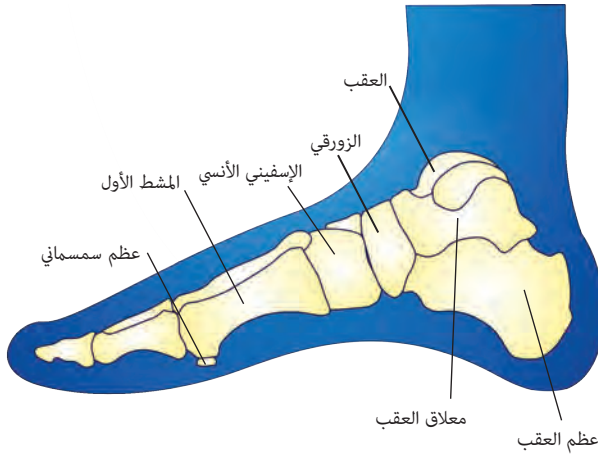 العقب
الزورقي
الإسفيني الأنسي
المشط الأول
عظم سمسماني
معلاق العقب
عظم العقب